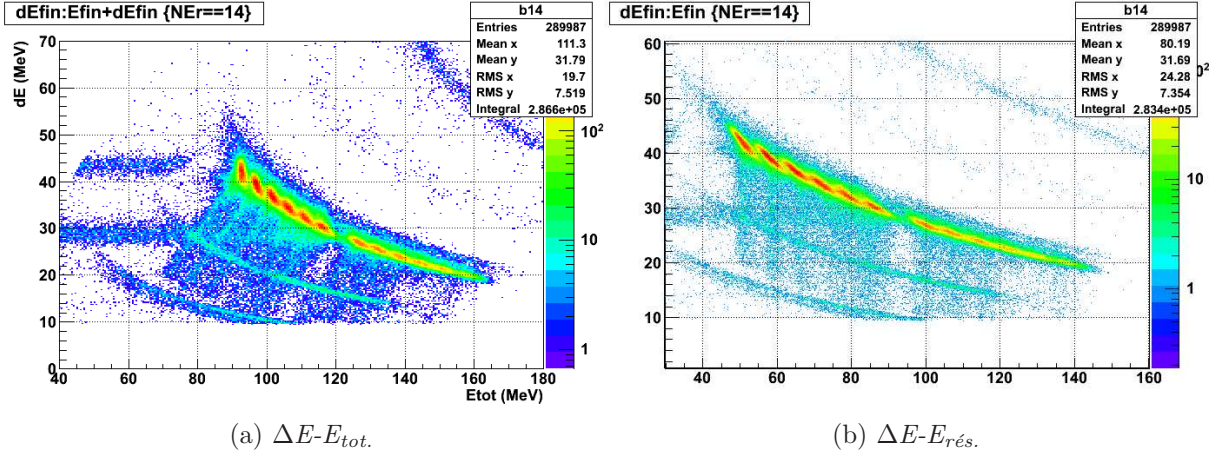 dEfin:Efin+dEfin {NEr==14}
b14
Entries 289987
Mean x 111.3
Mean y 31.79
RMS x 19.7
RMS y 7.519
Integral 2.866e+05
dE (MeV)
70
60
50
40
30
20
10
0
40 60 80 100 120 140 160 180
Etot (MeV)
10²
10
1
(a) ΔE-Etot.
dEfin:Efin {NEr==14}
b14
Entries 289987
Mean x 80.19
Mean y 31.69
RMS x 24.28
RMS y 7.354
Integral 2.834e+05
60
50
40
30
20
10
40 60 80 100 120 140 160
0²
10
1
(b) ΔE-Erés.